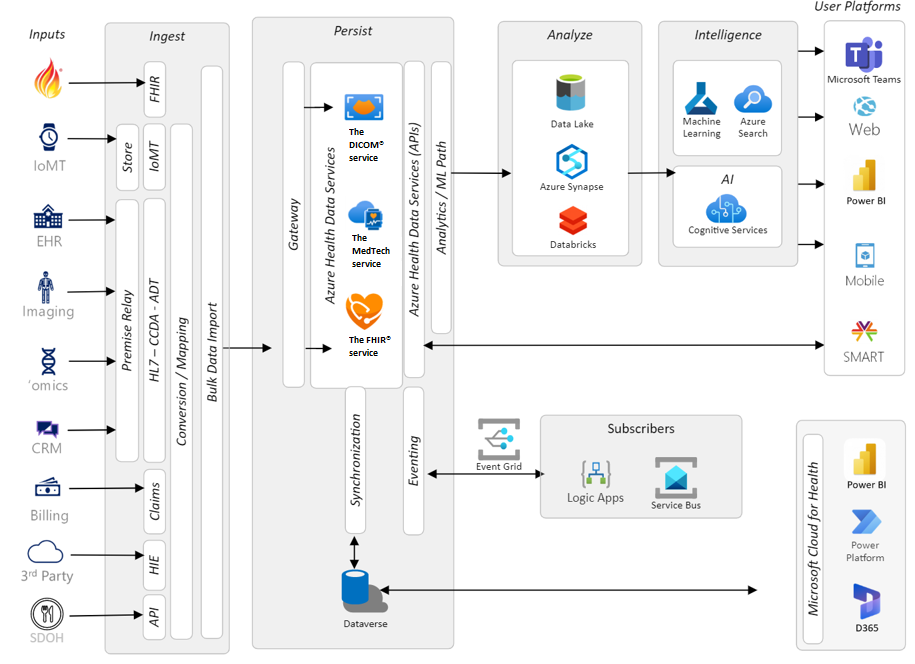 Inputs
Ingest
Persist
Analyze
Intelligence
User Platforms
FHIR
IoMT
Store
IoMT
EHR
Imaging
'omics
CRM
Billing
3rd Party
SDOH
Premise Relay
HL7 – CCDA - ADT
Claims
HIE
API
Conversion / Mapping
Bulk Data Import
Gateway
Azure Health Data Services
The
DICOM®
service
The
MedTech
service
The FHIR®
service
Azure Health Data Services (APIs)
Analytics / ML Path
Synchronization
Eventing
Dataverse
Data Lake
Azure Synapse
Databricks
Machine
Learning
Azure
Search
AI
Cognitive Services
Microsoft Teams
Web
Power BI
Mobile
SMART
Event Grid
Subscribers
Logic Apps
Service Bus
Microsoft Cloud for Health
Power BI
Power
Platform
D365